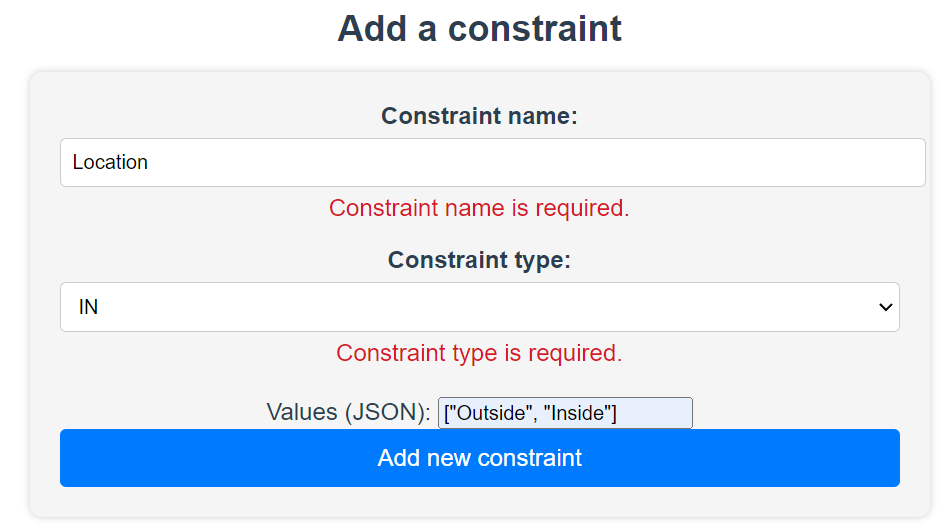 Add a constraint
Constraint name:
Location
Constraint name is required.
Constraint type:
IN
Constraint type is required.
Values (JSON): ["Outside", "Inside"]
Add new constraint